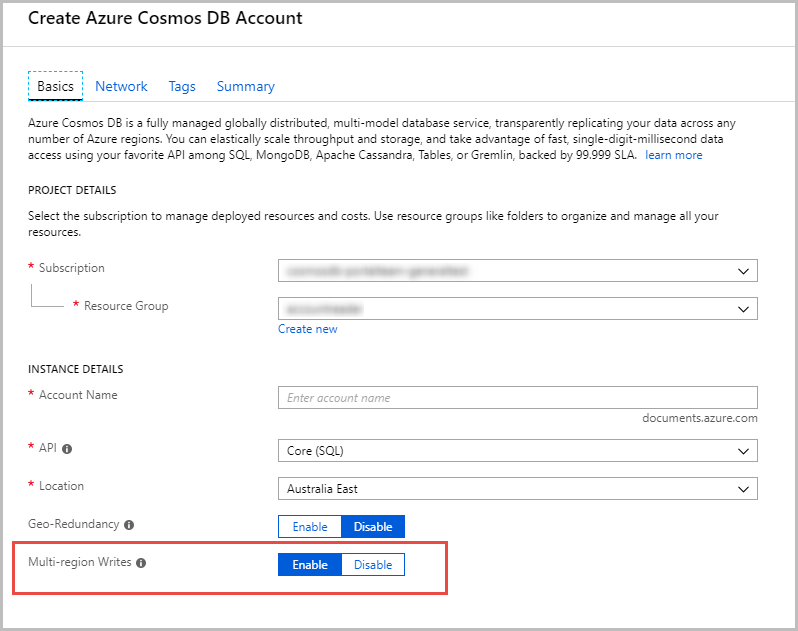 Create Azure Cosmos DB Account
Basics Network Tags Summary
Azure Cosmos DB is a fully managed globally distributed, multi-model database service, transparently replicating your data across any
number of Azure regions. You can elastically scale throughput and storage, and take advantage of fast, single-digit-millisecond data
access using your favorite API among SQL, MongoDB, Apache Cassandra, Tables, or Gremlin, backed by 99.999 SLA. learn more
PROJECT DETAILS
Select the subscription to manage deployed resources and costs. Use resource groups like folders to organize and manage all your
resources.
* Subscription
* Resource Group
Create new
INSTANCE DETAILS
* Account Name Enter account name
documents.azure.com
* API Core (SQL)
* Location Australia East
Geo-Redundancy Enable Disable
Multi-region Writes Enable Disable